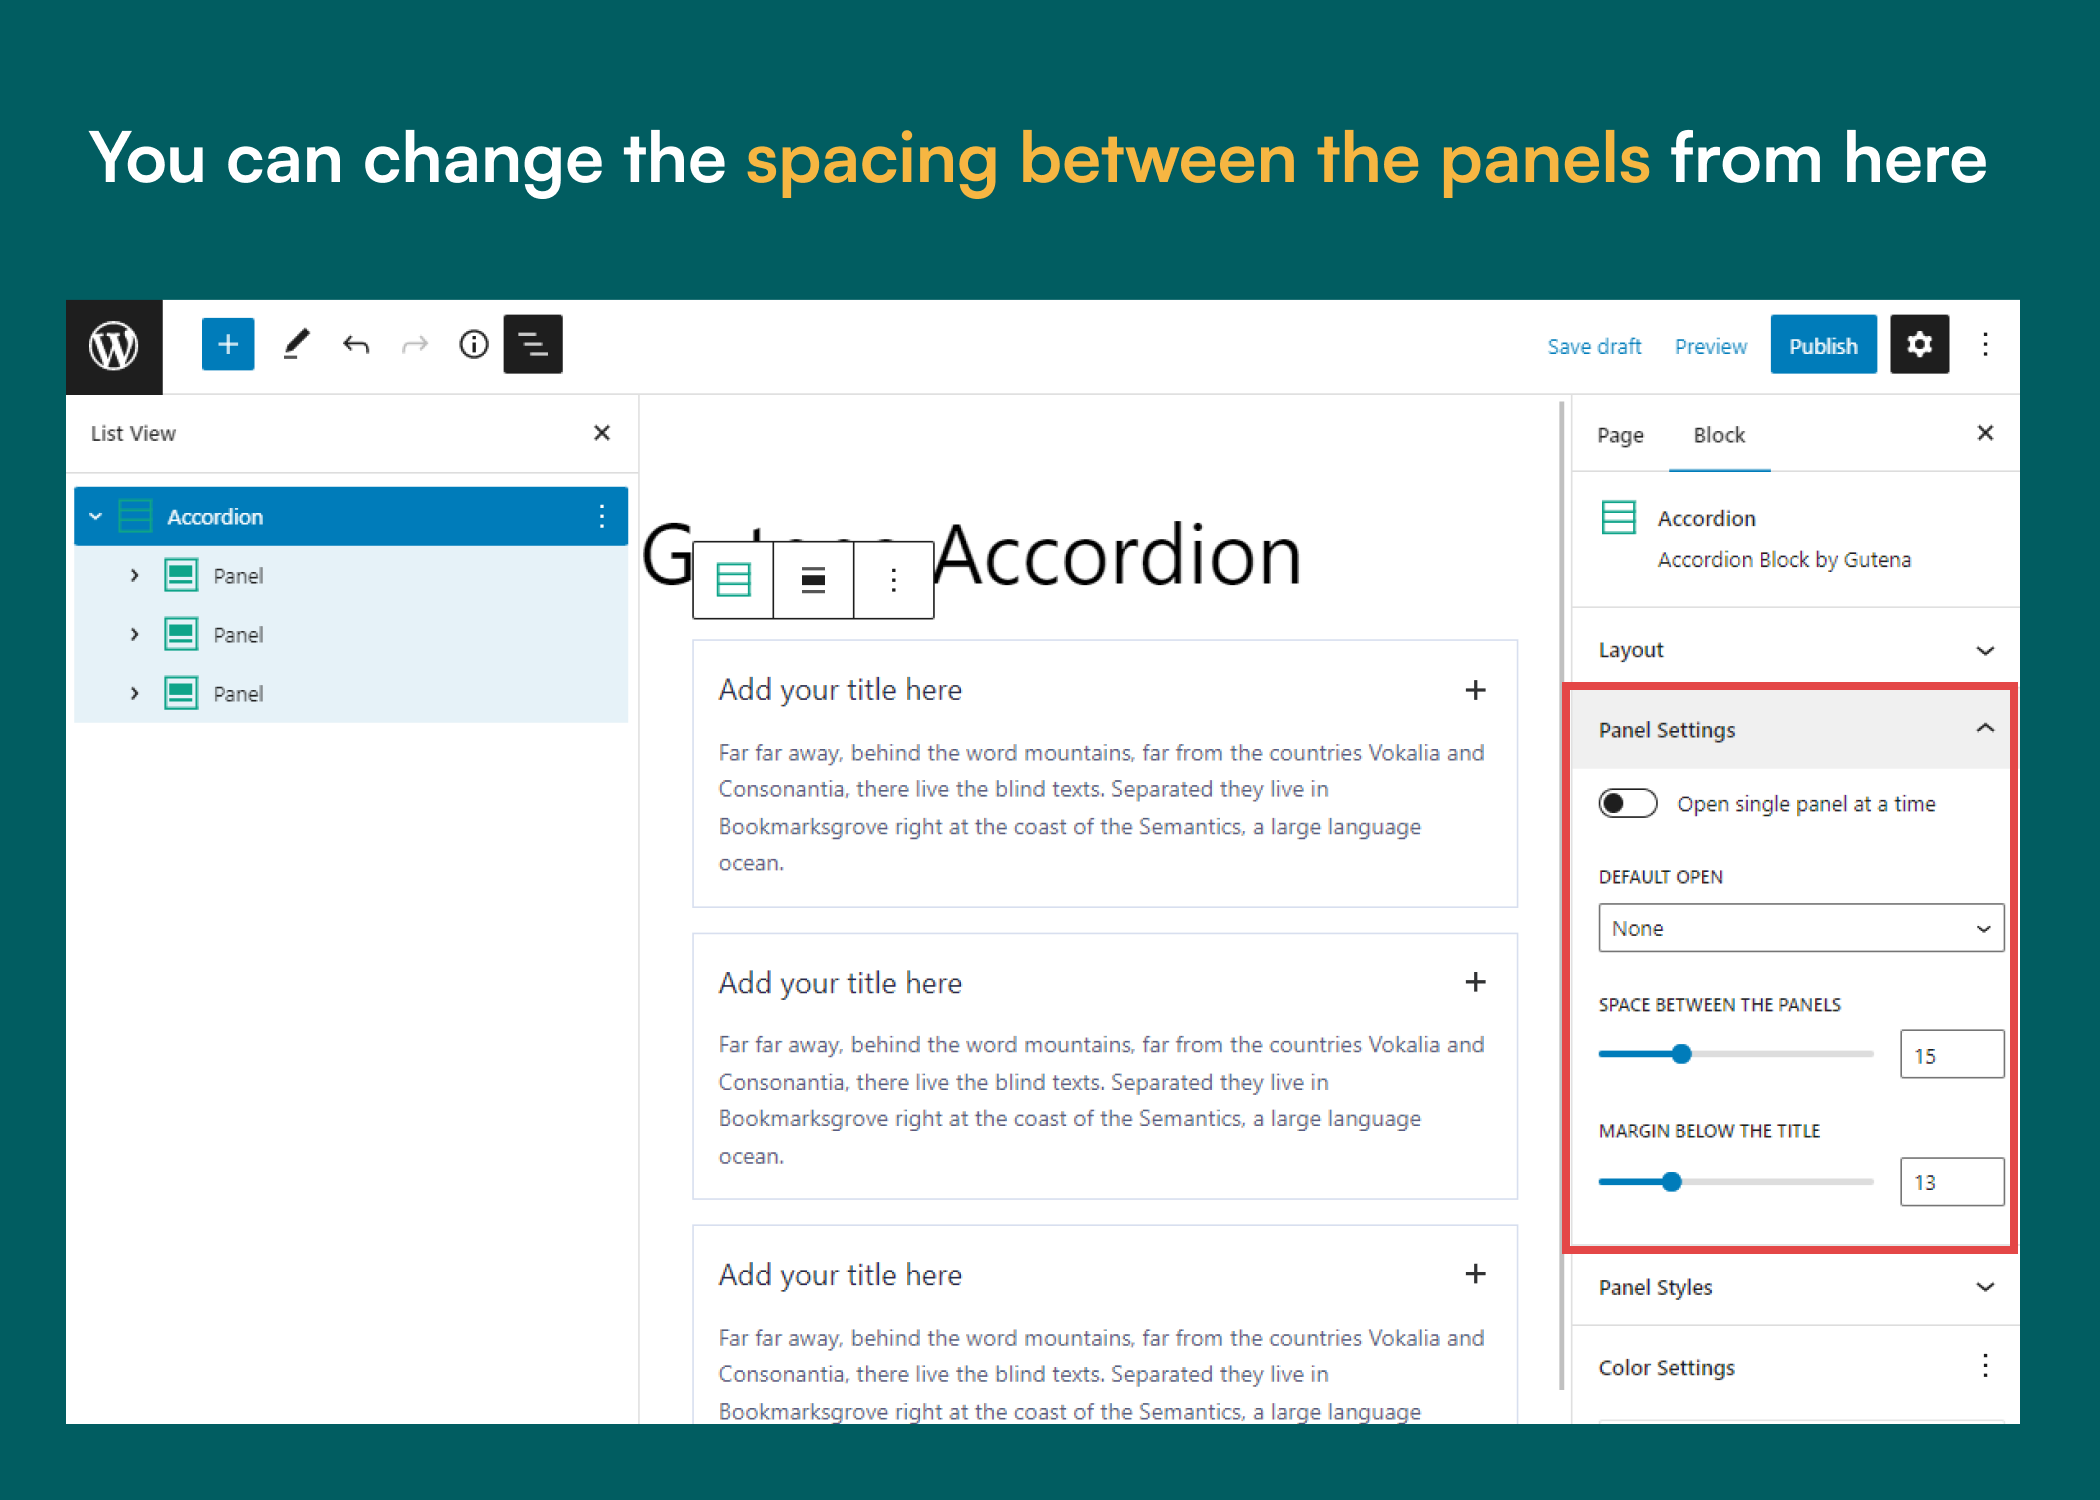 You can change the spacing between the panels from here
Save draft
Preview
Publish
List View
Accordion
Panel
Panel
Panel
Accordion
Add your title here
Far far away, behind the word mountains, far from the countries Vokalia and
Consonantia, there live the blind texts. Separated they live in
Bookmarksgrove right at the coast of the Semantics, a large language
ocean.
Add your title here
Far far away, behind the word mountains, far from the countries Vokalia and
Consonantia, there live the blind texts. Separated they live in
Bookmarksgrove right at the coast of the Semantics, a large language
ocean.
Add your title here
Far far away, behind the word mountains, far from the countries Vokalia and
Consonantia, there live the blind texts. Separated they live in
Bookmarksgrove right at the coast of the Semantics, a large language
Page
Block
Accordion
Accordion Block by Gutena
Layout
Panel Settings
Open single panel at a time
DEFAULT OPEN
None
SPACE BETWEEN THE PANELS
15
MARGIN BELOW THE TITLE
13
Panel Styles
Color Settings